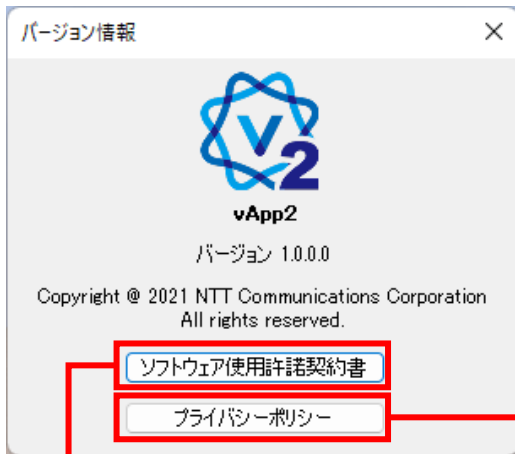 バージョン情報
V2
vApp2
バージョン 1.0.0.0
Copyright @ 2021 NTT Communications Corporation
All rights reserved.
ソフトウェア使用許諾契約書
プライバシーポリシー